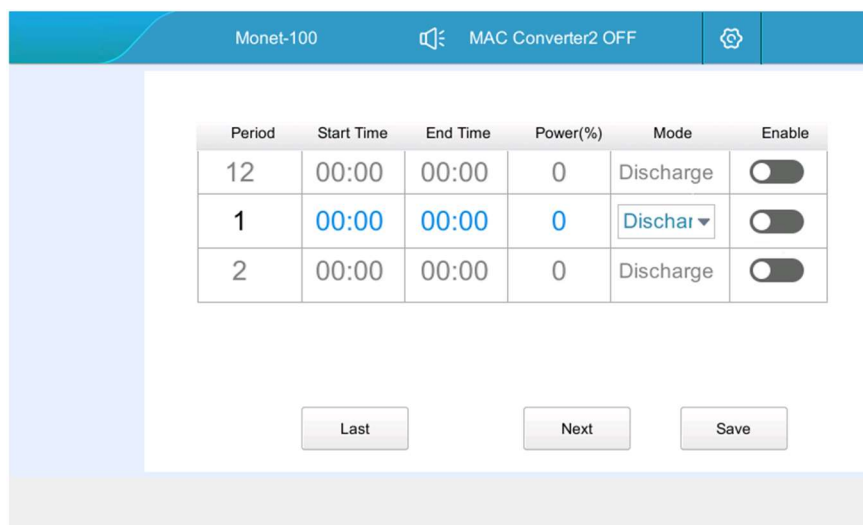 Monet-100 MAC Converter2 OFF
Period Start Time End Time Power(%) Mode Enable
12 00:00 00:00 0 Discharge
1 00:00 00:00 0 Dischar
2 00:00 00:00 0 Discharge
Last Next Save